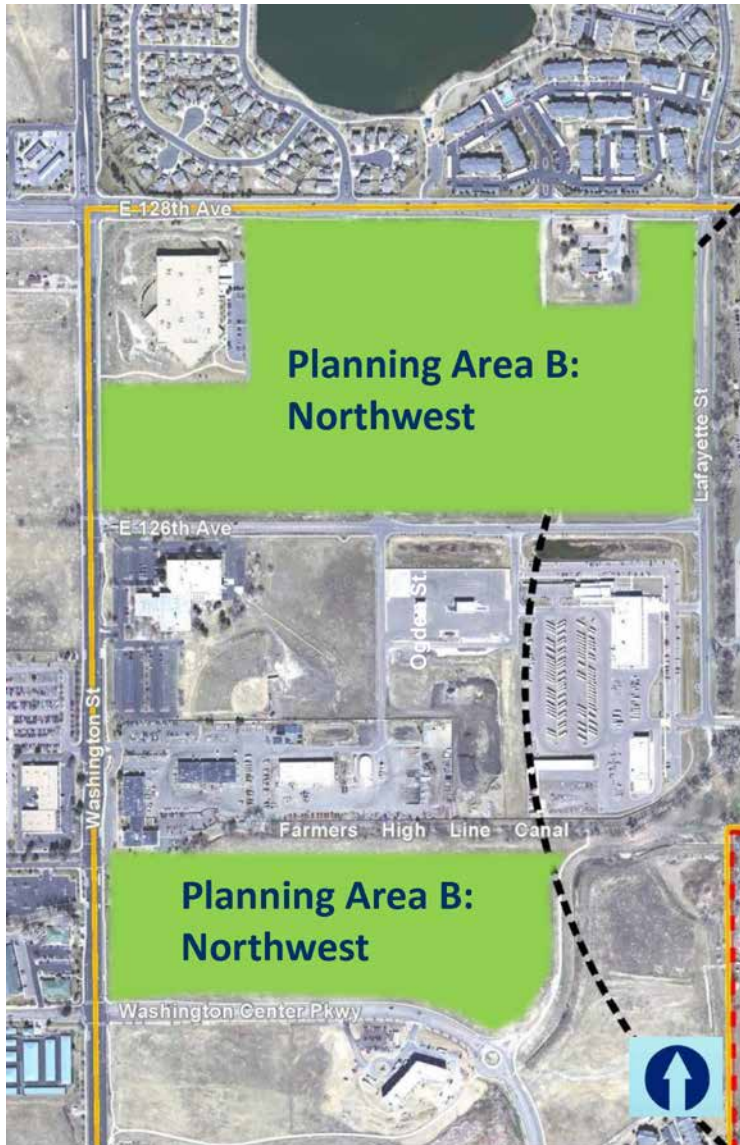 E 128th Ave
Planning Area B:
Northwest
Lafayette St
E 126th Ave
Ogden St.
Washington St
Farmers High Line Canal
Planning Area B:
Northwest
Washington Center Pkwy